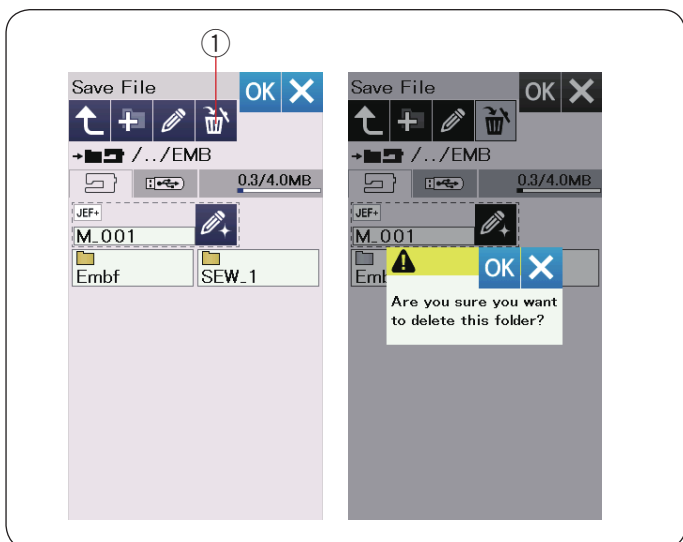 ①
Save File OK
→ /../EMB
0.3/4.0MB
JEF+
M_001
Embf SEW_1
Save File OK
/../EMB
0.3/4.0MB
JEF+
M_001
OK
Are you sure you want
to delete this folder?